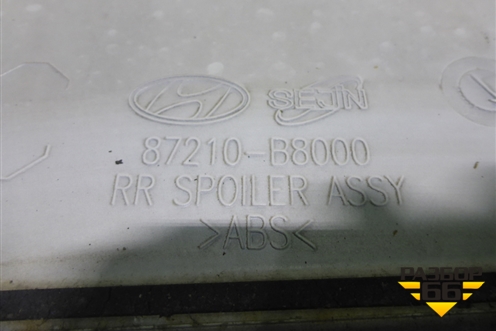 SEJIN
87210-B8000
RR SPOILER ASSY
>ABS<
РАЗБОР
66